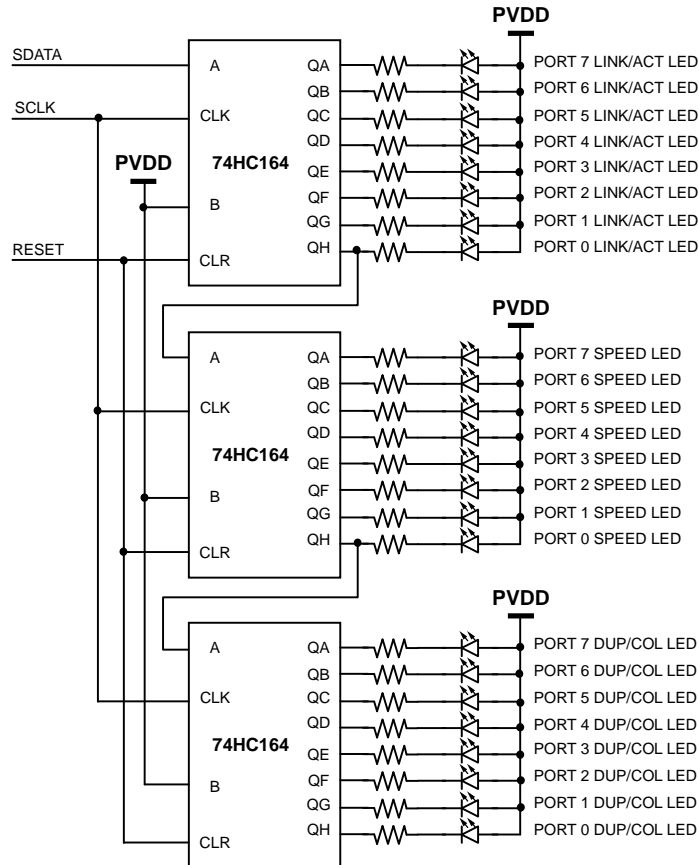 PVDD
SDATA
A
QA
PORT 7 LINK/ACT LED
QB
PORT 6 LINK/ACT LED
SCLK
CLK
QC
PORT 5 LINK/ACT LED
QD
PORT 4 LINK/ACT LED
PVDD
74HC164
QE
PORT 3 LINK/ACT LED
QF
PORT 2 LINK/ACT LED
B
QG
PORT 1 LINK/ACT LED
RESET
CLR
QH
PORT 0 LINK/ACT LED
PVDD
A
QA
PORT 7 SPEED LED
QB
PORT 6 SPEED LED
CLK
QC
PORT 5 SPEED LED
QD
PORT 4 SPEED LED
74HC164
QE
PORT 3 SPEED LED
QF
PORT 2 SPEED LED
B
QG
PORT 1 SPEED LED
CLR
QH
PORT 0 SPEED LED
PVDD
A
QA
PORT 7 DUP/COL LED
QB
PORT 6 DUP/COL LED
CLK
QC
PORT 5 DUP/COL LED
QD
PORT 4 DUP/COL LED
74HC164
QE
PORT 3 DUP/COL LED
QF
PORT 2 DUP/COL LED
B
QG
PORT 1 DUP/COL LED
CLR
QH
PORT 0 DUP/COL LED